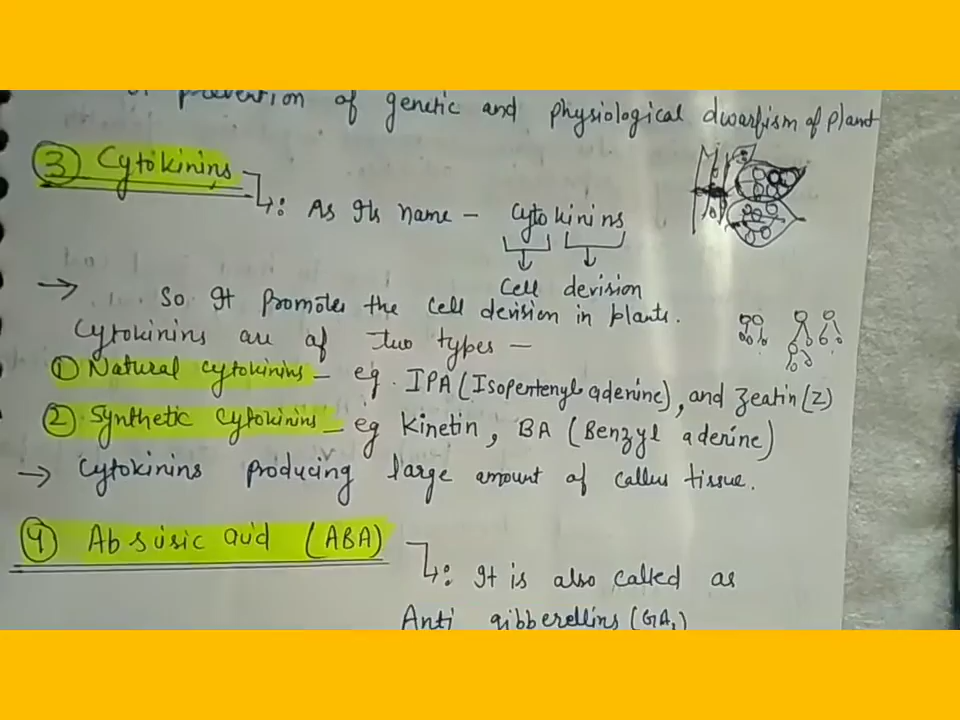 prevention of genetic and physiological dwarfism of plant
③ Cytokinins
: As Its name - Cytokinins
Cell devision
→ So It promotes the cell devision in plants.
Cytokinins are of Two types —
① Natural cytokinins - eg. IPA (Isopentenyl adenine), and Zeatin (Z)
② Synthetic cytokinins - eg Kinetin, BA (Benzyl adenine)
→ Cytokinins producing large amount of callus tissue.
④ Absisic acid (ABA)
: It is also called as
Anti gibberellins (GA